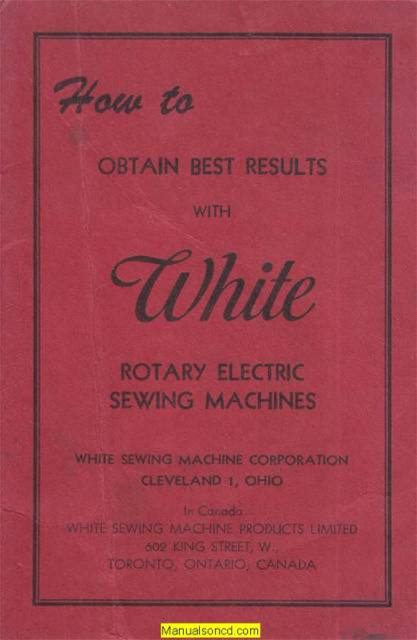 How to
OBTAIN BEST RESULTS
WITH
White
ROTARY ELECTRIC
SEWING MACHINES
WHITE SEWING MACHINE CORPORATION
CLEVELAND 1, OHIO
In Canada
WHITE SEWING MACHINE PRODUCTS LIMITED
602 KING STREET, W.,
TORONTO, ONTARIO, CANADA
Manualsoncd.com